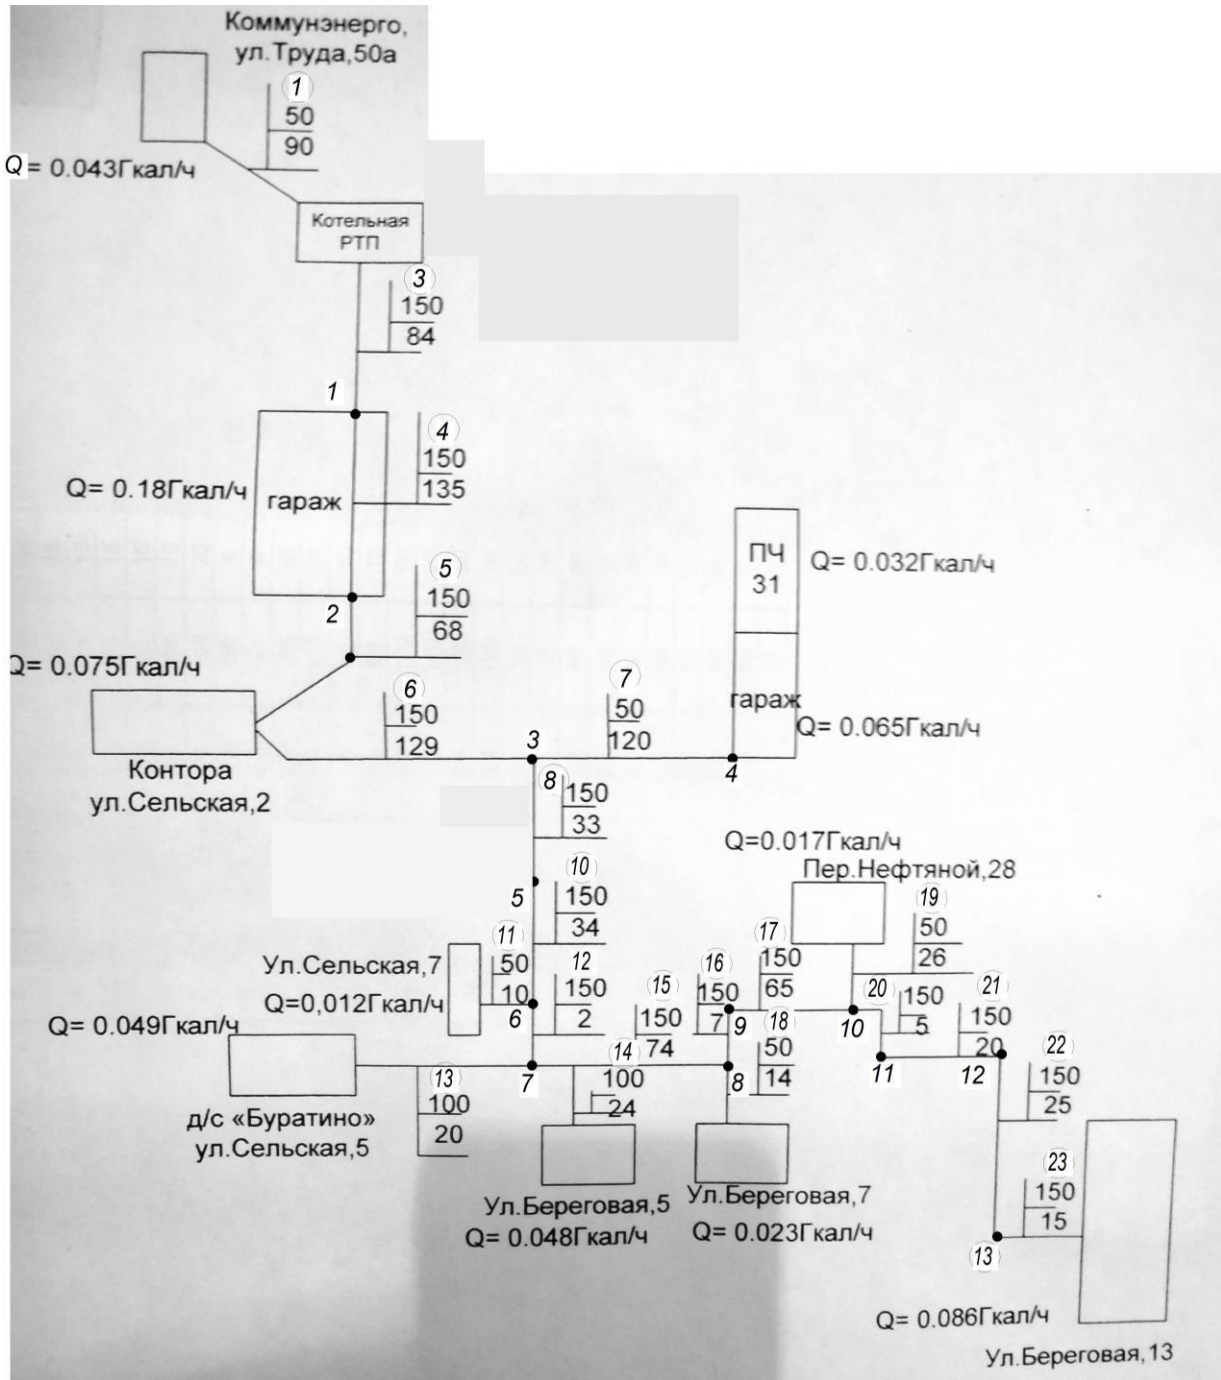 Коммунэнерго,
ул.Труда,50а
1
50
90
Q= 0.043Гкал/ч
Котельная
РТП
3
150
84
1
4
150
135
Q= 0.18Гкал/ч
гараж
5
150
68
2
Q= 0.075Гкал/ч
Контора
ул.Сельская,2
6
150
129
3
7
50
120
4
ПЧ
31
Q= 0.032Гкал/ч
гараж
Q= 0.065Гкал/ч
8
150
33
5
10
150
34
11
50
10
Ул.Сельская,7
Q=0,012Гкал/ч
6
12
150
2
Q= 0.049Гкал/ч
д/с «Буратино»
ул.Сельская,5
13
100
20
7
14
100
24
Ул.Береговая,5
Q= 0.048Гкал/ч
15
150
74
16
150
7
8
9
17
150
65
18
50
14
Ул.Береговая,7
Q= 0.023Гкал/ч
Q=0.017Гкал/ч
Пер.Нефтяной,28
19
50
26
10
20
150
5
11
21
150
20
12
22
150
25
23
150
15
13
Q= 0.086Гкал/ч
Ул.Береговая,13